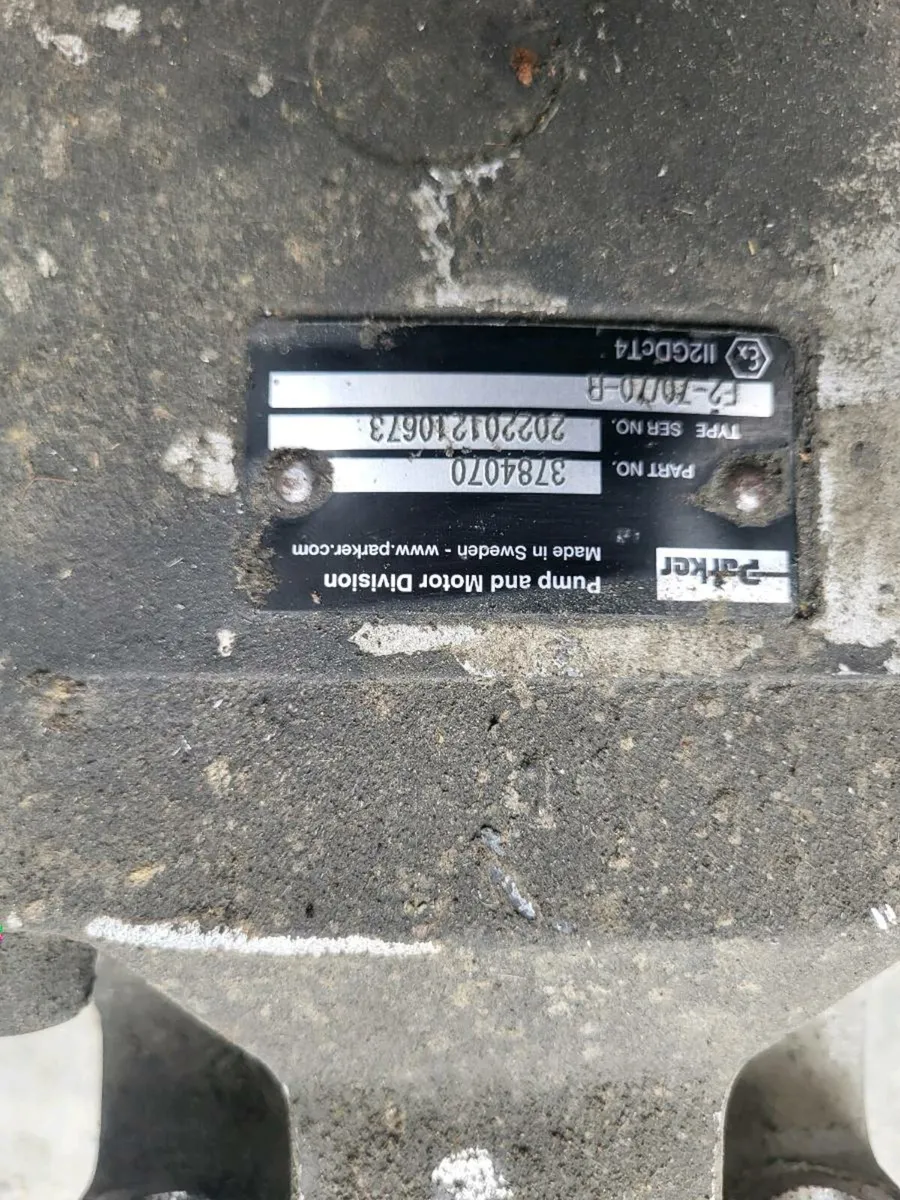 Parker
Pump and Motor Division
Made in Sweden - www.parker.com
PART NO. 3784070
TYPE SER NO. 202201210673
F2-70/70-R
Ex II2GDcT4